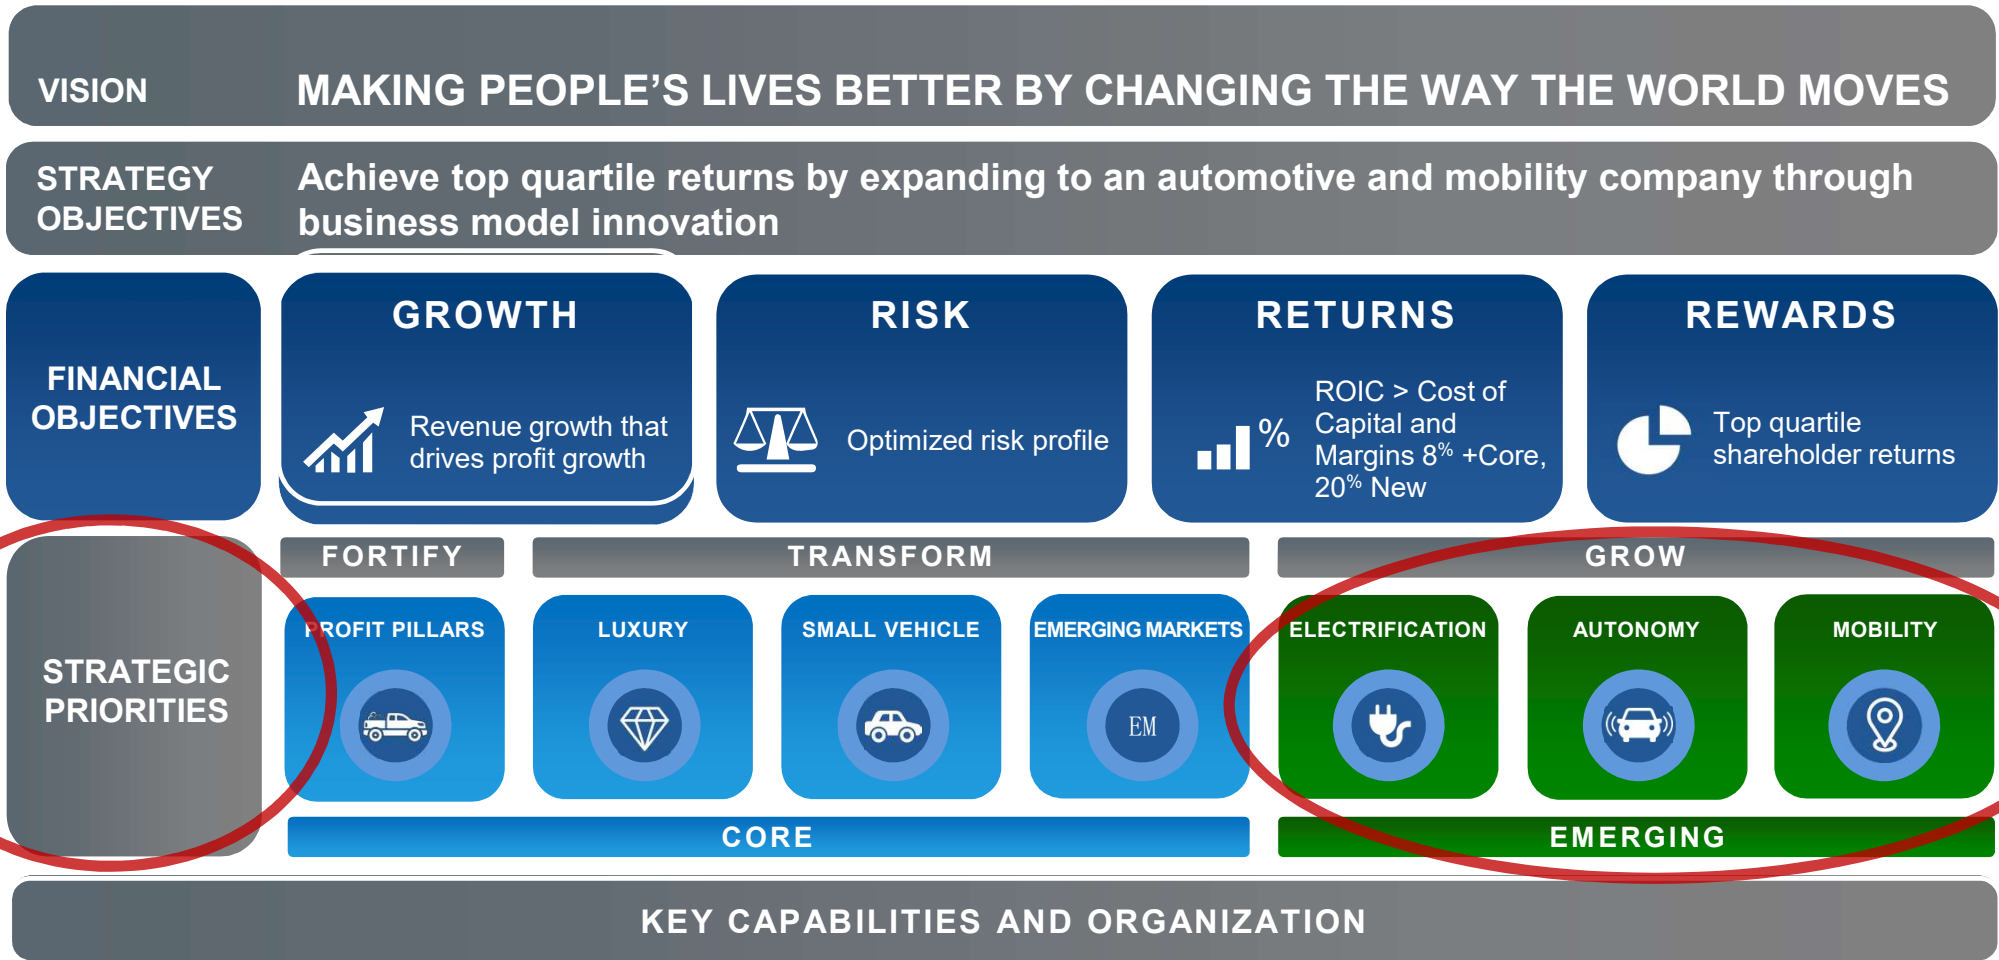 VISION
MAKING PEOPLE’S LIVES BETTER BY CHANGING THE WAY THE WORLD MOVES
STRATEGY
OBJECTIVES
Achieve top quartile returns by expanding to an automotive and mobility company through
business model innovation
FINANCIAL
OBJECTIVES
GROWTH
Revenue growth that
drives profit growth
RISK
Optimized risk profile
RETURNS
%
ROIC > Cost of
Capital and
Margins 8% +Core,
20% New
REWARDS
Top quartile
shareholder returns
STRATEGIC
PRIORITIES
FORTIFY
TRANSFORM
GROW
PROFIT PILLARS
LUXURY
SMALL VEHICLE
EMERGING MARKETS
EM
ELECTRIFICATION
AUTONOMY
MOBILITY
CORE
EMERGING
KEY CAPABILITIES AND ORGANIZATION